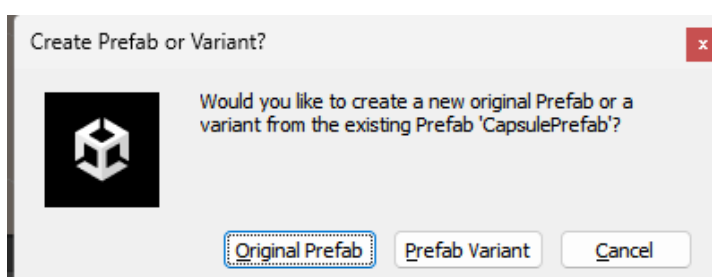 Create Prefab or Variant?
x
Would you like to create a new original Prefab or a
variant from the existing Prefab 'CapsulePrefab'?
Original Prefab
Prefab Variant
Cancel